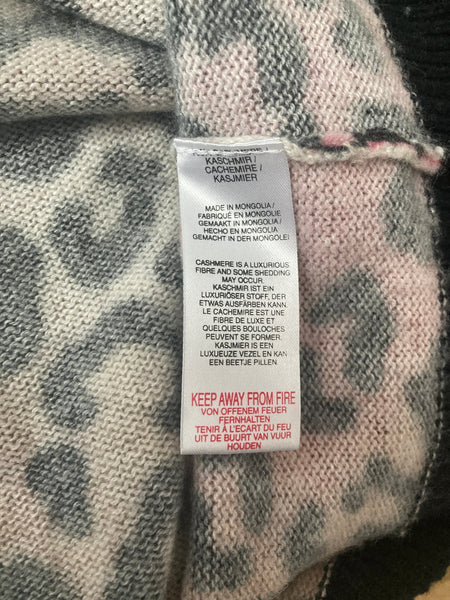 KASCHMIR /
CACHEMIRE /
KASJMIER
MADE IN MONGOLIA /
FABRIQUÉ EN MONGOLIE
GEMAAKT IN MONGOLIA /
HECHO EN MONGOLIA
GEMACHT IN DER MONGOLEI
CASHMERE IS A LUXURIOUS
FIBRE AND SOME SHEDDING
MAY OCCUR.
KASCHMIR IST EIN
LUXURIÖSER STOFF, DER
ETWAS AUSFÄRBEN KANN.
LE CACHEMIRE EST UNE
FIBRE DE LUXE ET
QUELQUES BOULOCHES
PEUVENT SE FORMER.
KASJMIER IS EEN
LUXUEUZE VEZEL EN KAN
EEN BEETJE PILLEN
KEEP AWAY FROM FIRE
VON OFFENEM FEUER
FERNHALTEN
TENIR À L'ECART DU FEU
UIT DE BUURT VAN VUUR
HOUDEN